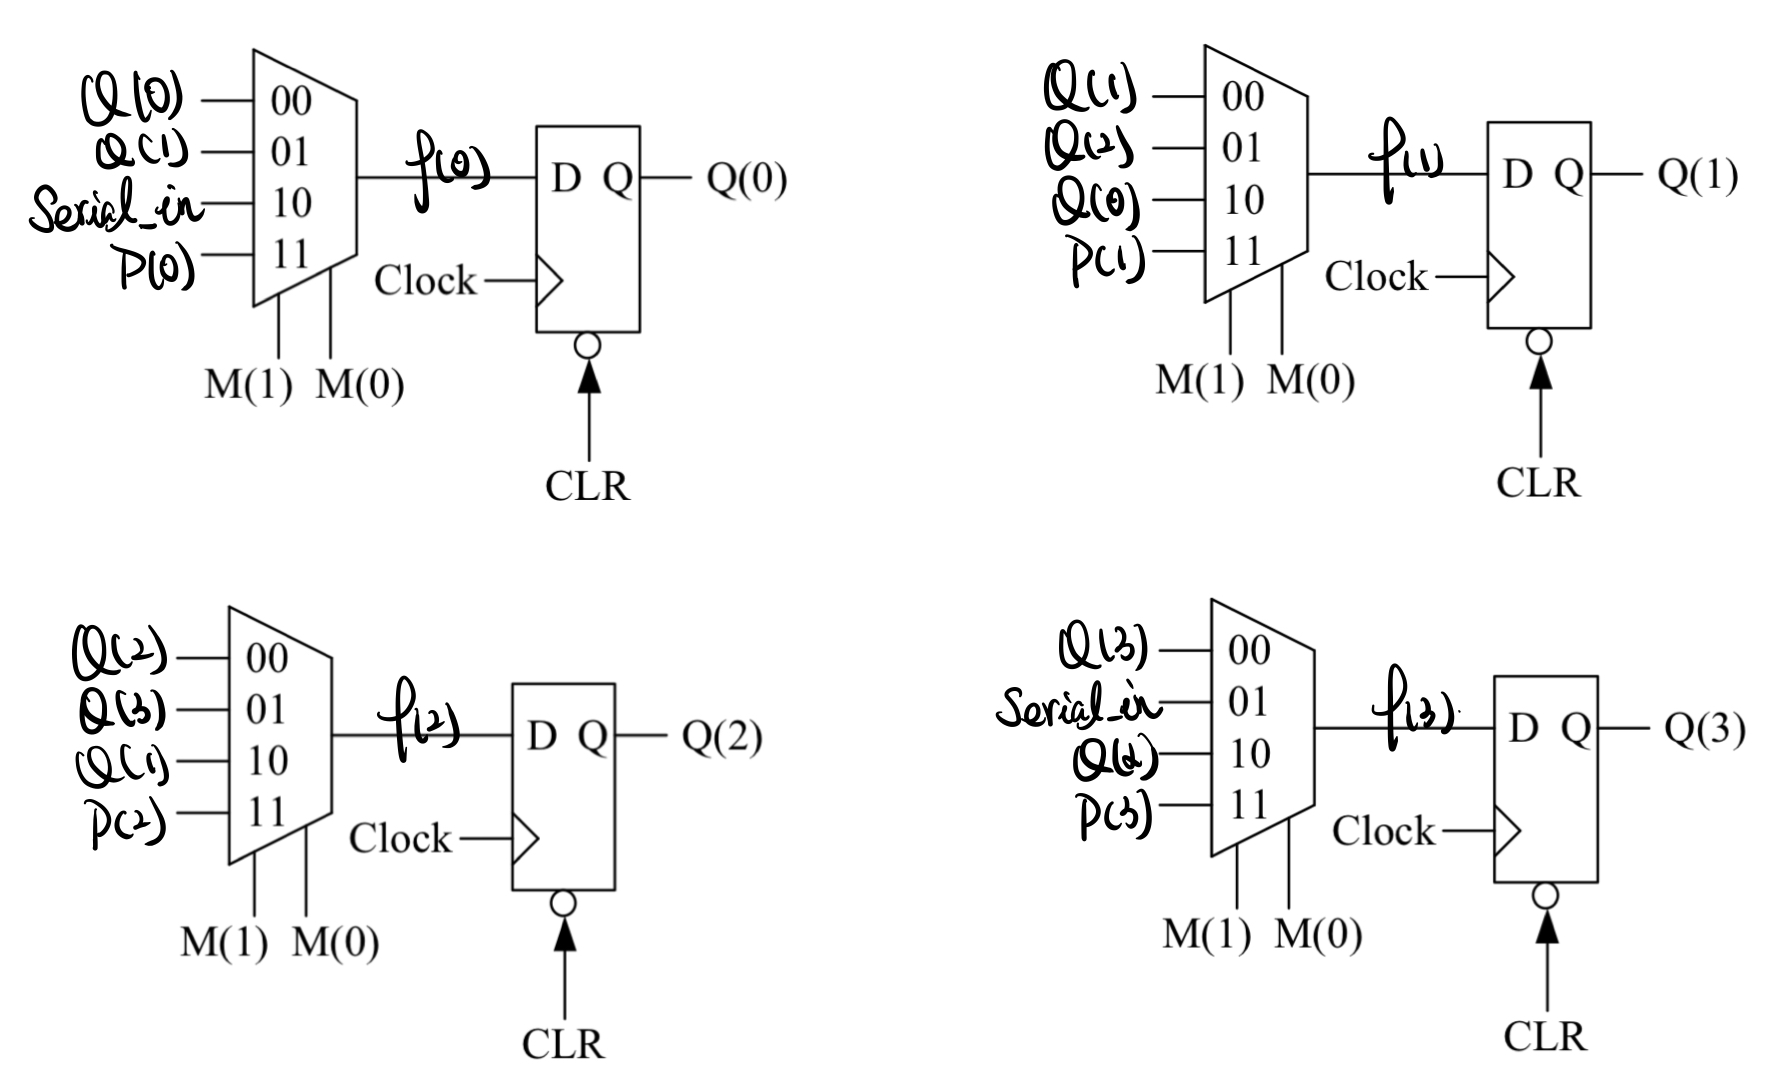 Q(0) 00
Q(1) 01
Serial_in 10
P(0) 11
f(0)
D Q Q(0)
Clock
M(1) M(0)
CLR
Q(1) 00
Q(2) 01
Q(0) 10
P(1) 11
f(1)
D Q Q(1)
Clock
M(1) M(0)
CLR
Q(2) 00
Q(3) 01
Q(1) 10
P(2) 11
f(2)
D Q Q(2)
Clock
M(1) M(0)
CLR
Q(3) 00
Serial_in 01
Q(2) 10
P(3) 11
f(3)
D Q Q(3)
Clock
M(1) M(0)
CLR